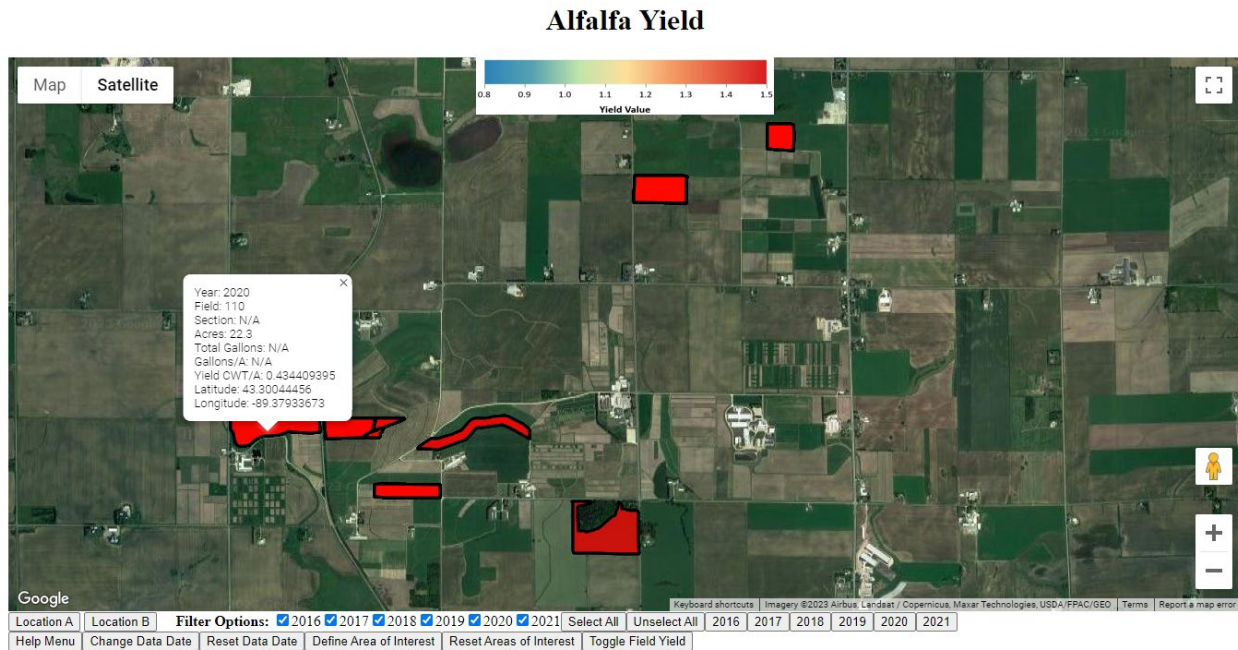 Alfalfa Yield
Map Satellite
0.8 0.9 1.0 1.1 1.2 1.3 1.4 1.5
Yield Value
Year: 2020
Field: 110
Section: N/A
Acres: 22.3
Total Gallons: N/A
Gallons/A: N/A
Yield CWT/A: 0.434409395
Latitude: 43.30044456
Longitude: -89.37933673
Google
Keyboard shortcuts Imagery ©2023 Airbus, Landsat / Copernicus, Maxar Technologies, USDA/FPAC/GEO Terms Report a map error
Location A Location B Filter Options: 2016 2017 2018 2019 2020 2021 Select All Unselect All 2016 2017 2018 2019 2020 2021
Help Menu Change Data Date Reset Data Date Define Area of Interest Reset Areas of Interest Toggle Field Yield